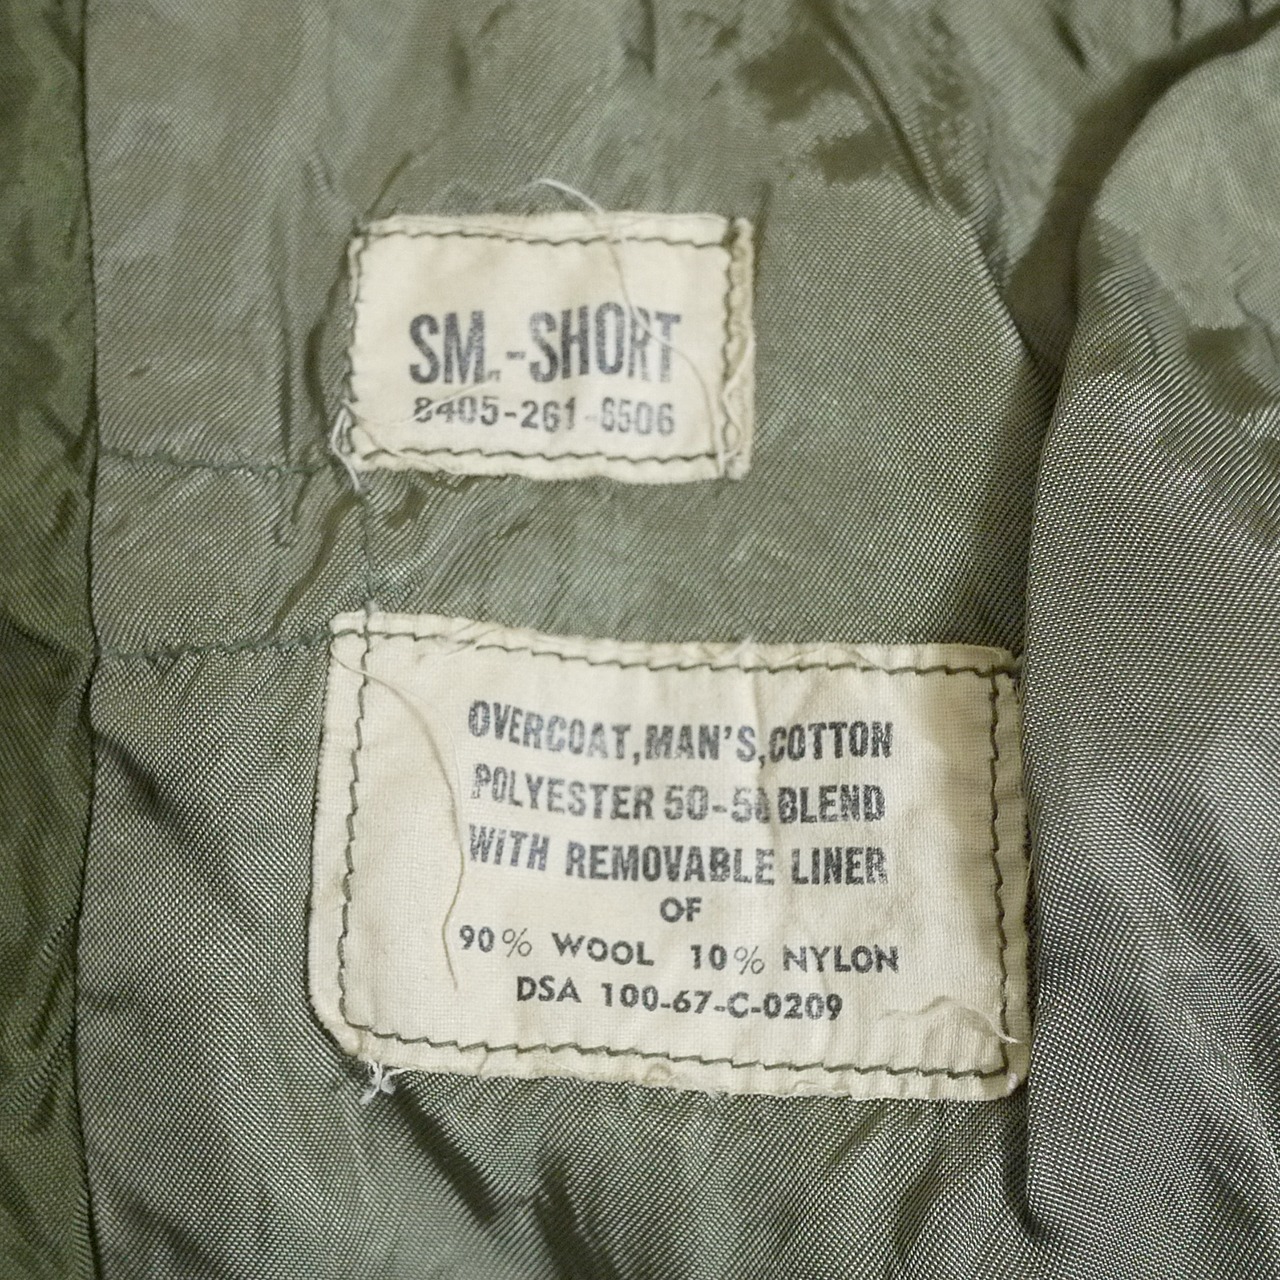 SM.-SHORT
8405-261-6506
OVERCOAT,MAN'S,COTTON
POLYESTER 50-50 BLEND
WITH REMOVABLE LINER
OF
90% WOOL 10% NYLON
DSA 100-67-C-0209